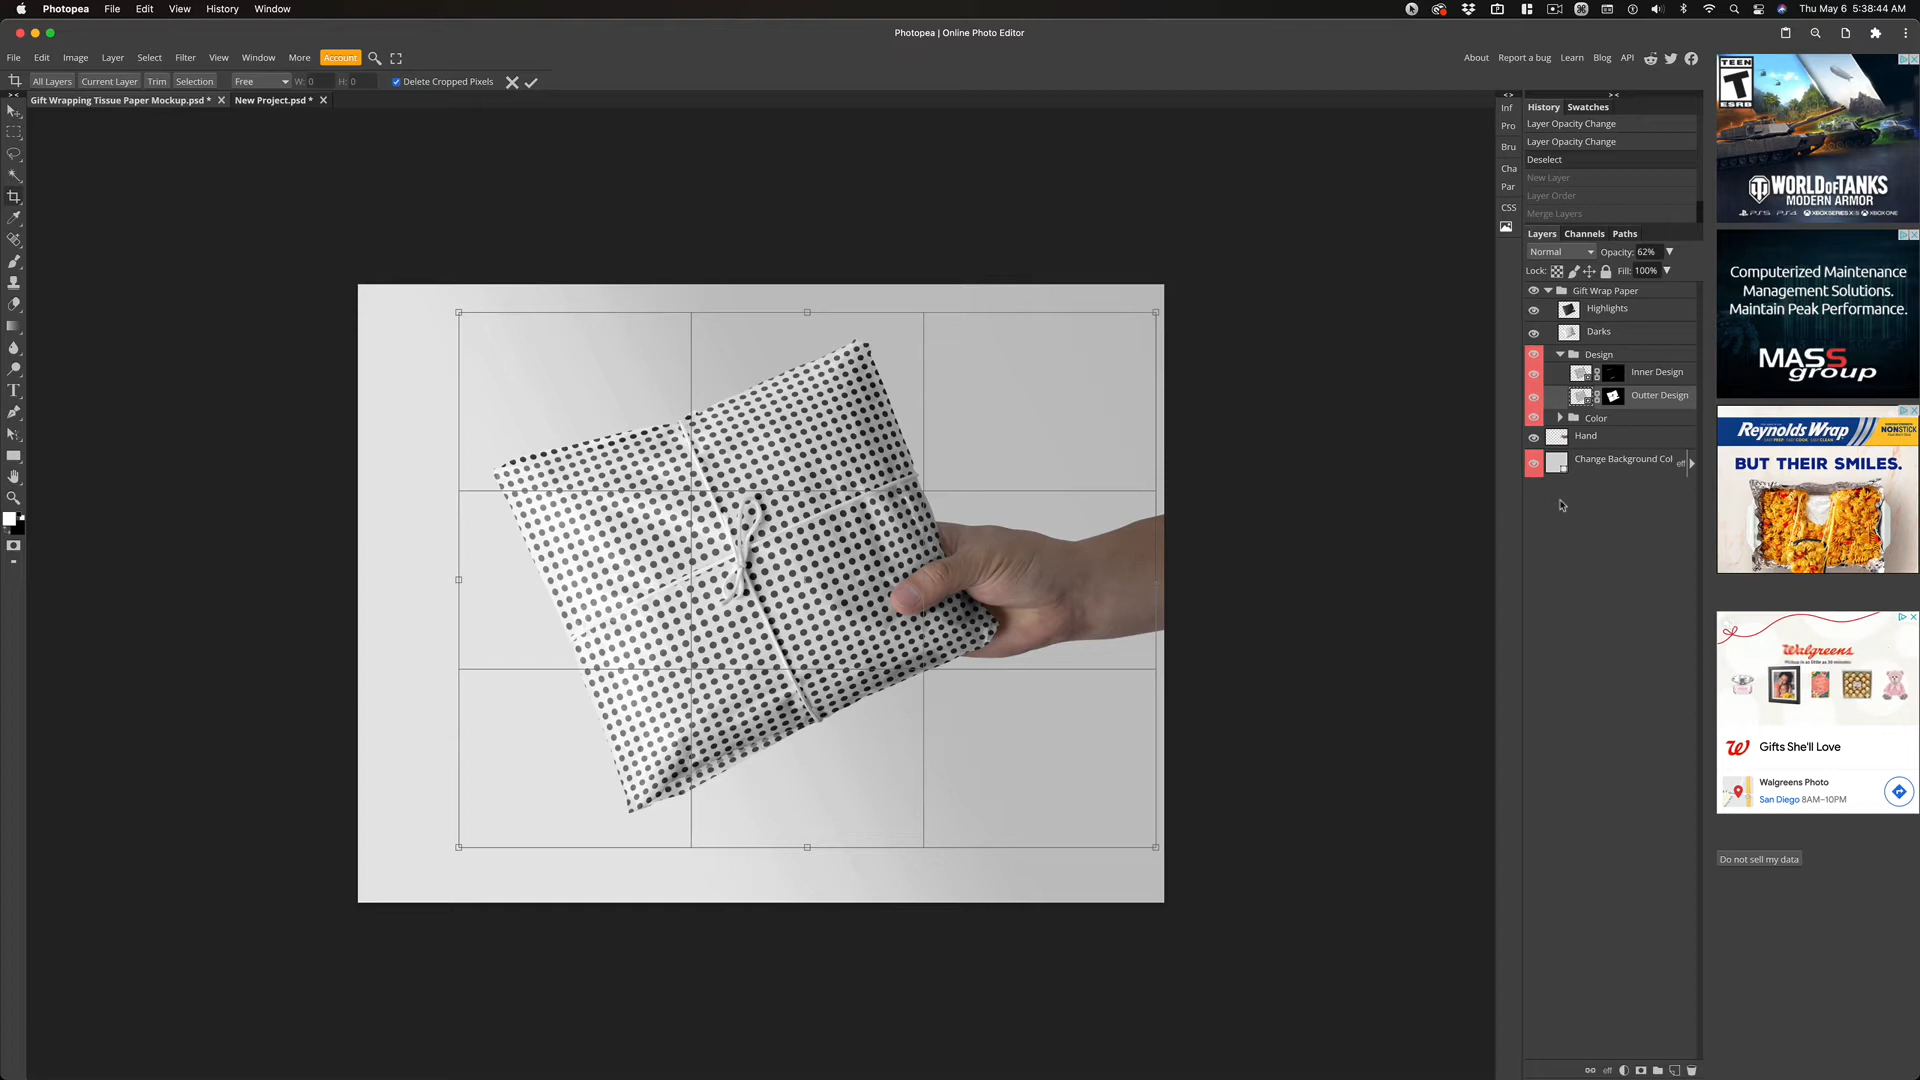 Photopea File Edit View History Window
Thu May 6 5:38:44 AM
Photopea | Online Photo Editor
File Edit Image Layer Select Filter View Window More Account
About Report a bug Learn Blog API
All Layers Current Layer Trim Selection Free W: 0 H: 0 Delete Cropped Pixels
Gift Wrapping Tissue Paper Mockup.psd * New Project.psd *
Inf
Pro
Bru
Cha
Par
CSS
History Swatches
Layer Opacity Change
Layer Opacity Change
Deselect
New Layer
Layer Order
Merge Layers
Layers Channels Paths
Normal Opacity: 62%
Lock: Fill: 100%
Gift Wrap Paper
Highlights
Darks
Design
Inner Design
Outter Design
Color
Hand
Change Background Col eff
eff
TEEN
T
ESRB
WORLD OF TANKS
MODERN ARMOR
Computerized Maintenance
Management Solutions.
Maintain Peak Performance.
MASS
group
Reynolds WRAP
NONSTICK
FOIL
BUT THEIR SMILES.
Walgreens
Gifts She'll Love
Walgreens Photo
San Diego 8AM–10PM
Do not sell my data